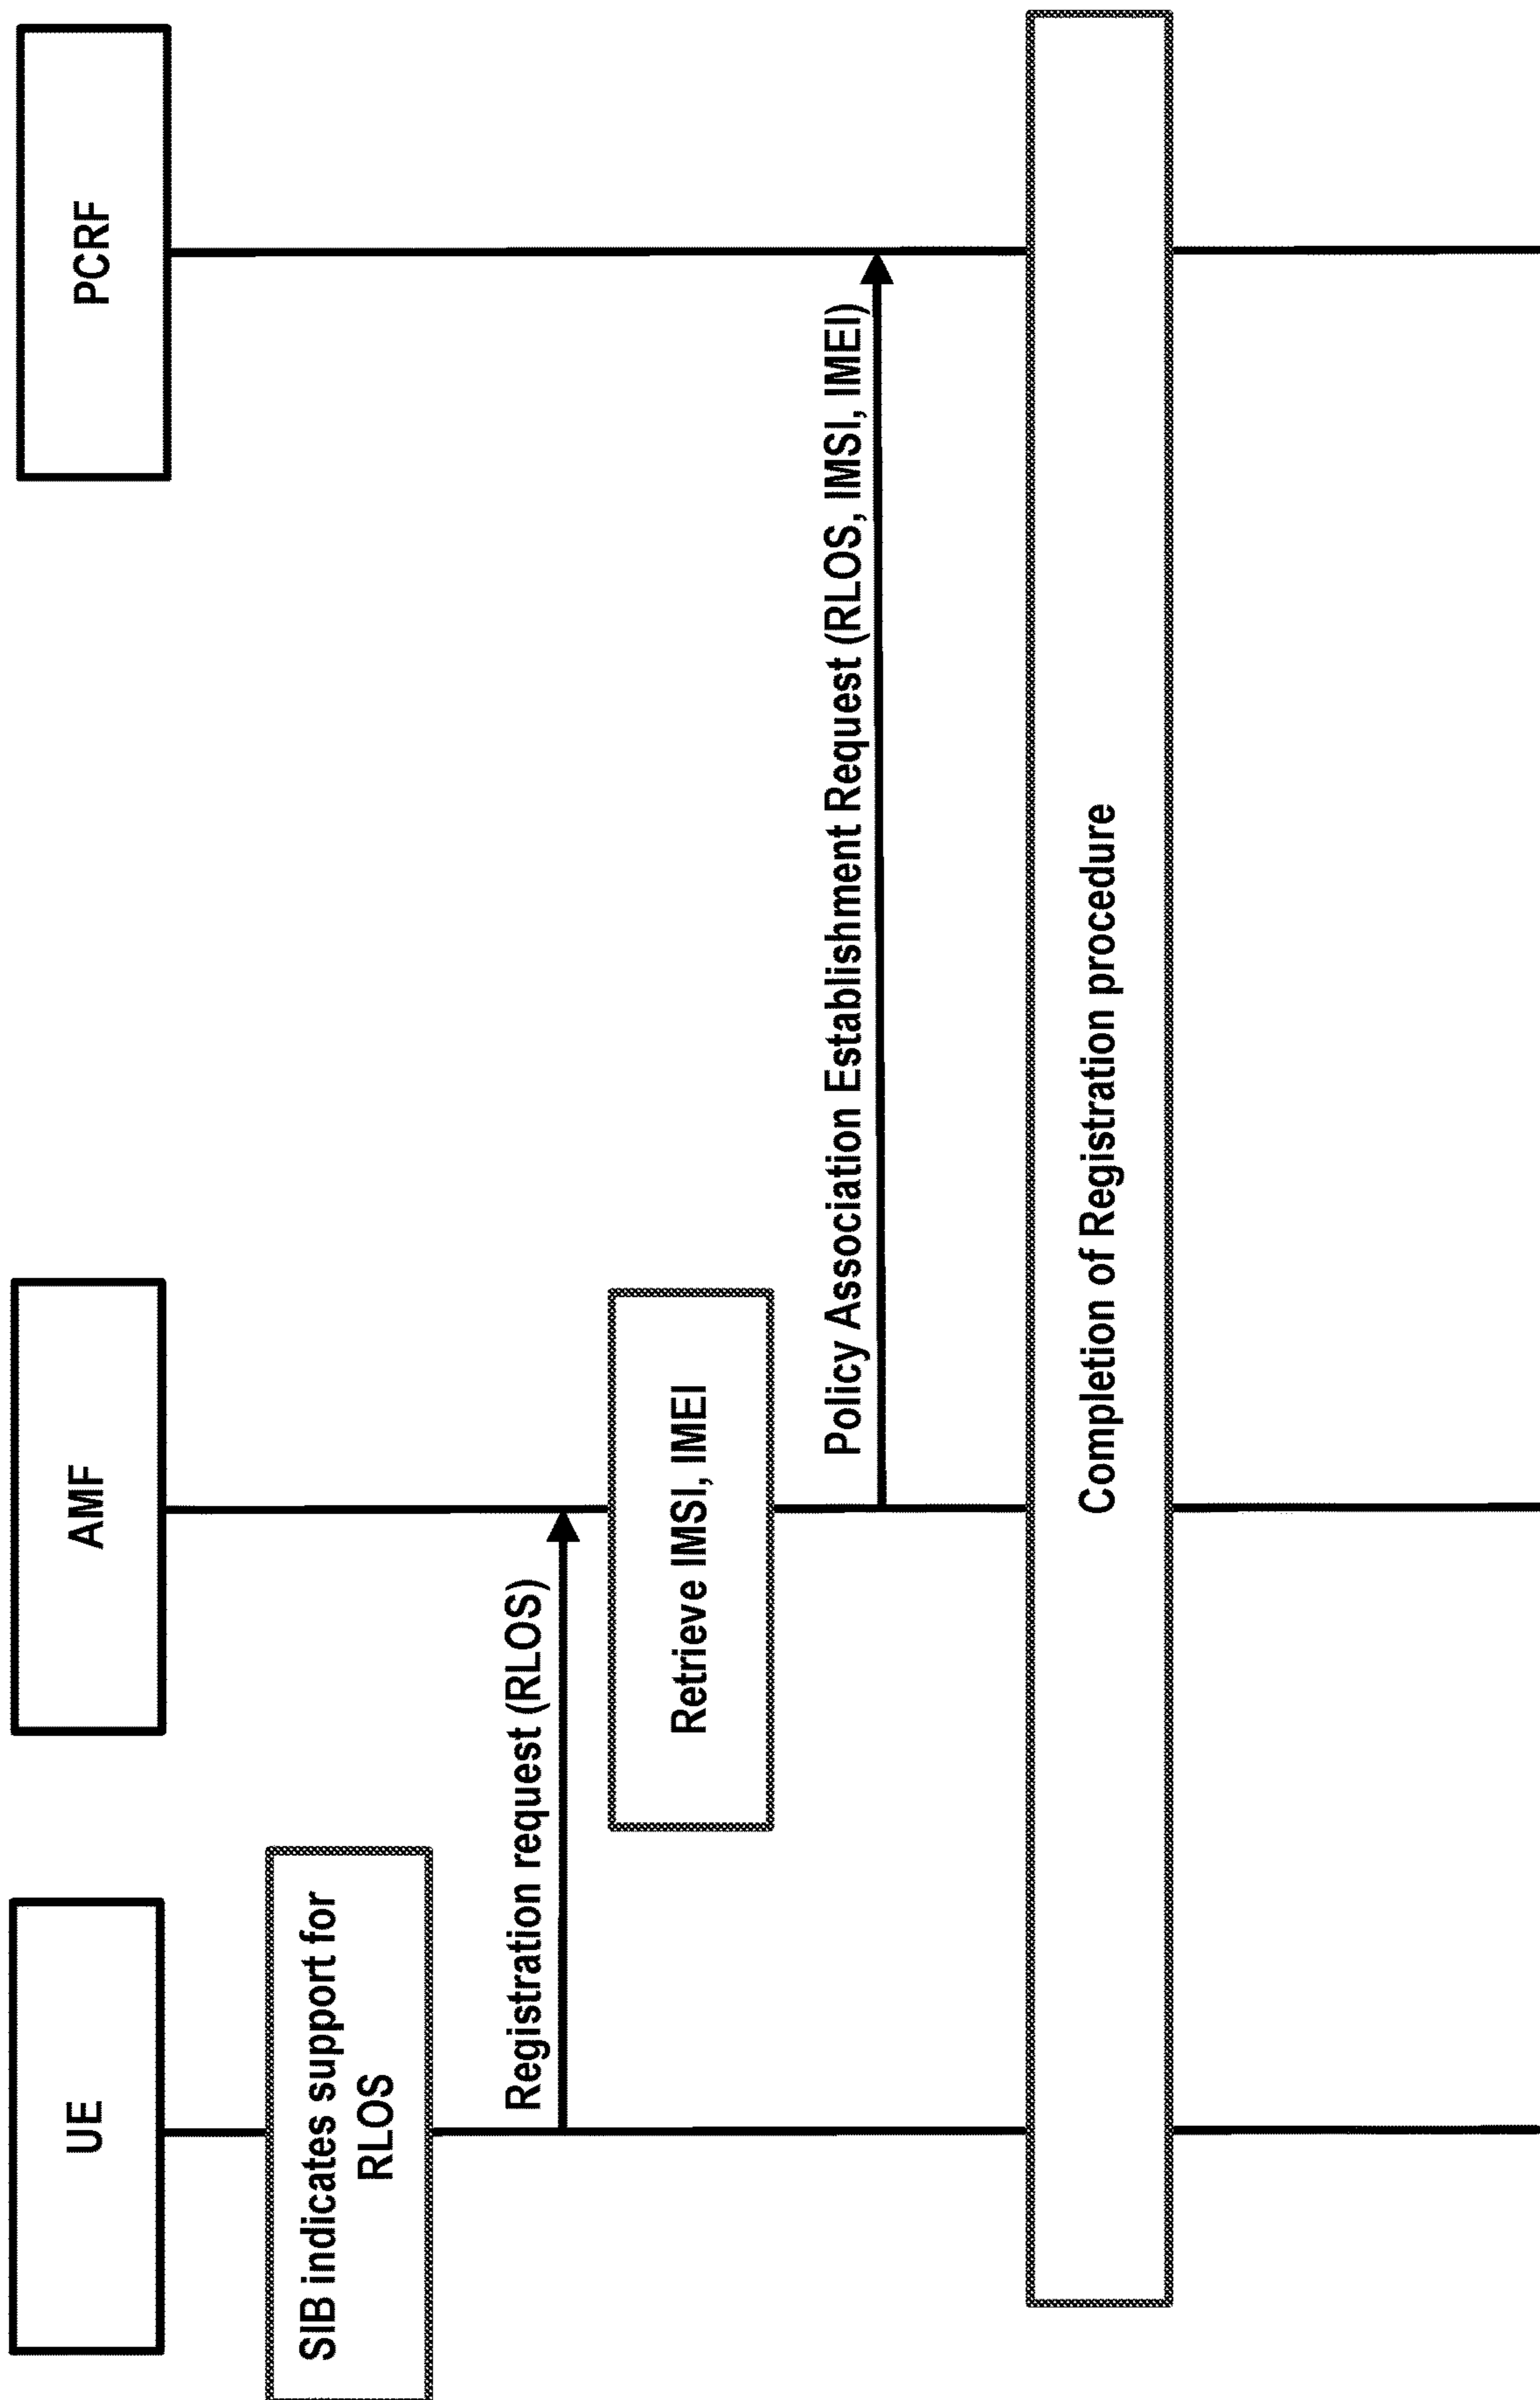 UE
AMF
PCRF
SIB indicates support for
RLOS
Registration request (RLOS)
Retrieve IMSI, IMEI
Policy Association Establishment Request (RLOS, IMSI, IMEI)
Completion of Registration procedure